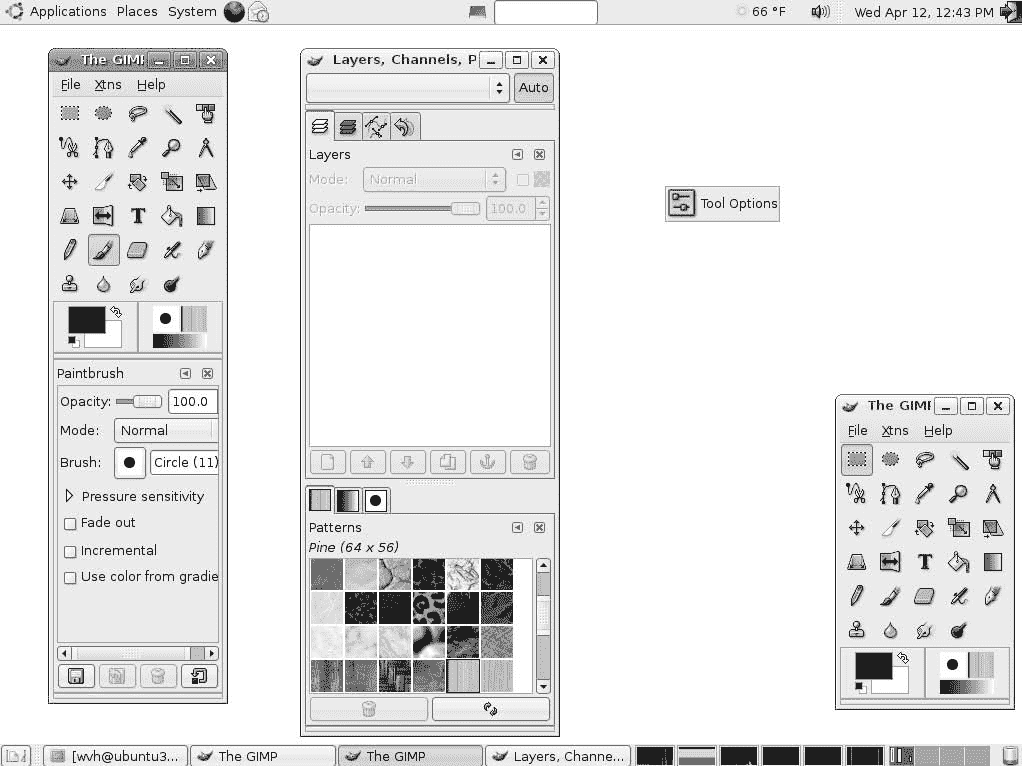 Applications Places System
66 °F
Wed Apr 12, 12:43 PM
The GIMP
File Xtns Help
Paintbrush
Opacity: 100.0
Mode: Normal
Brush: Circle (11)
Pressure sensitivity
Fade out
Incremental
Use color from gradie
Layers, Channels, P
Auto
Layers
Mode: Normal
Opacity: 100.0
Patterns
Pine (64 x 56)
Tool Options
The GIMP
File Xtns Help
[wvh@ubuntu3...
The GIMP
The GIMP
Layers, Channe...